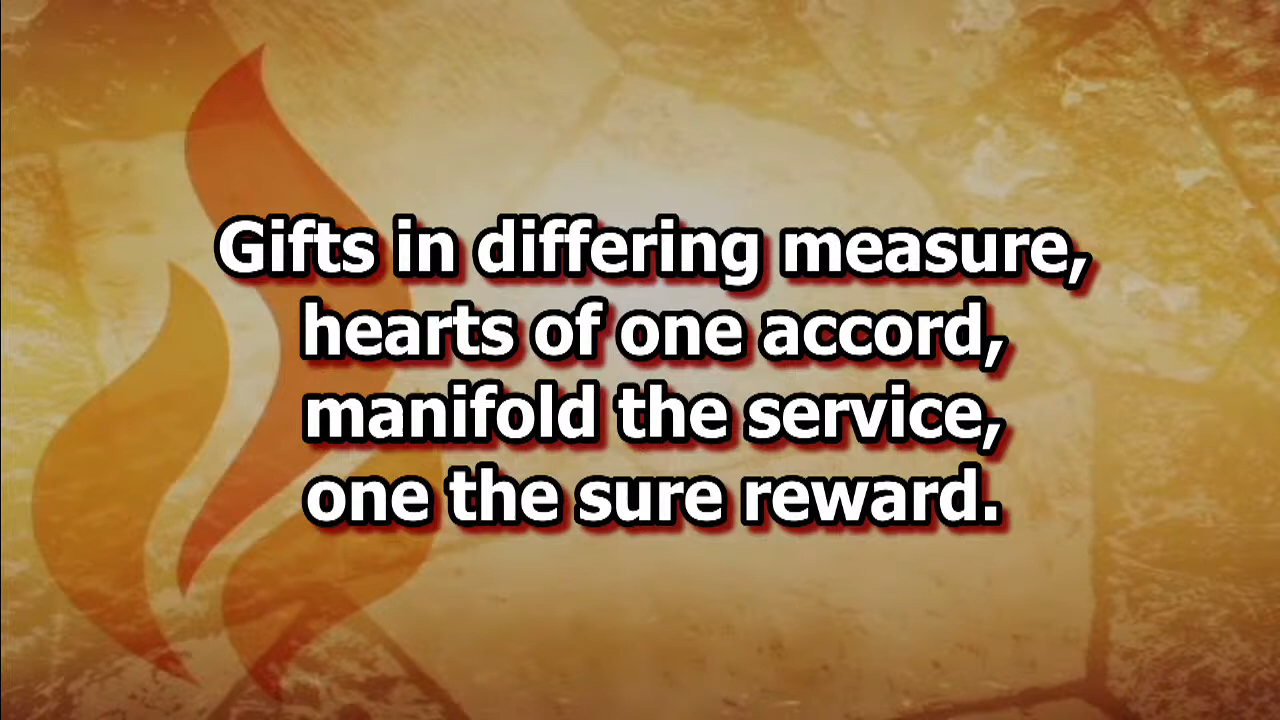 Gifts in differing measure,
hearts of one accord,
manifold the service,
one the sure reward.